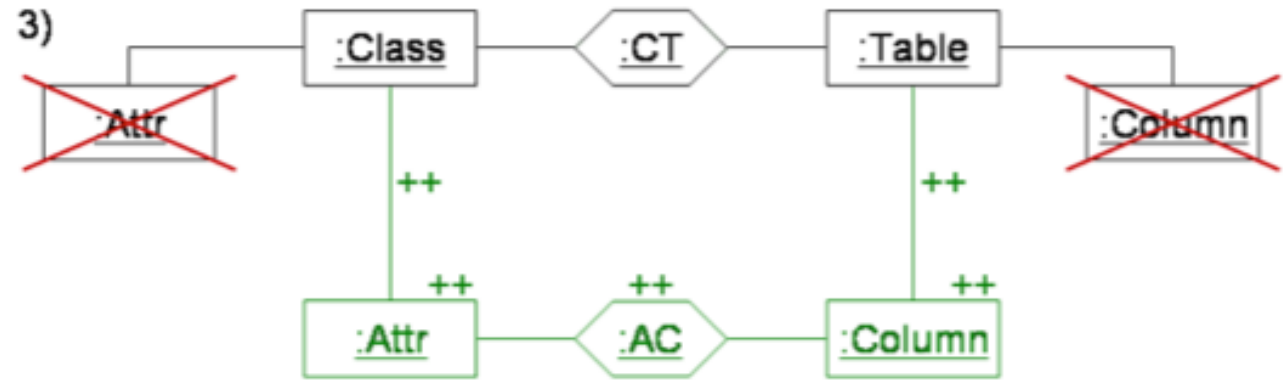 3)
:Class
:CT
:Table
:Attr
:Column
++
++
++
++
++
:Attr
:AC
:Column